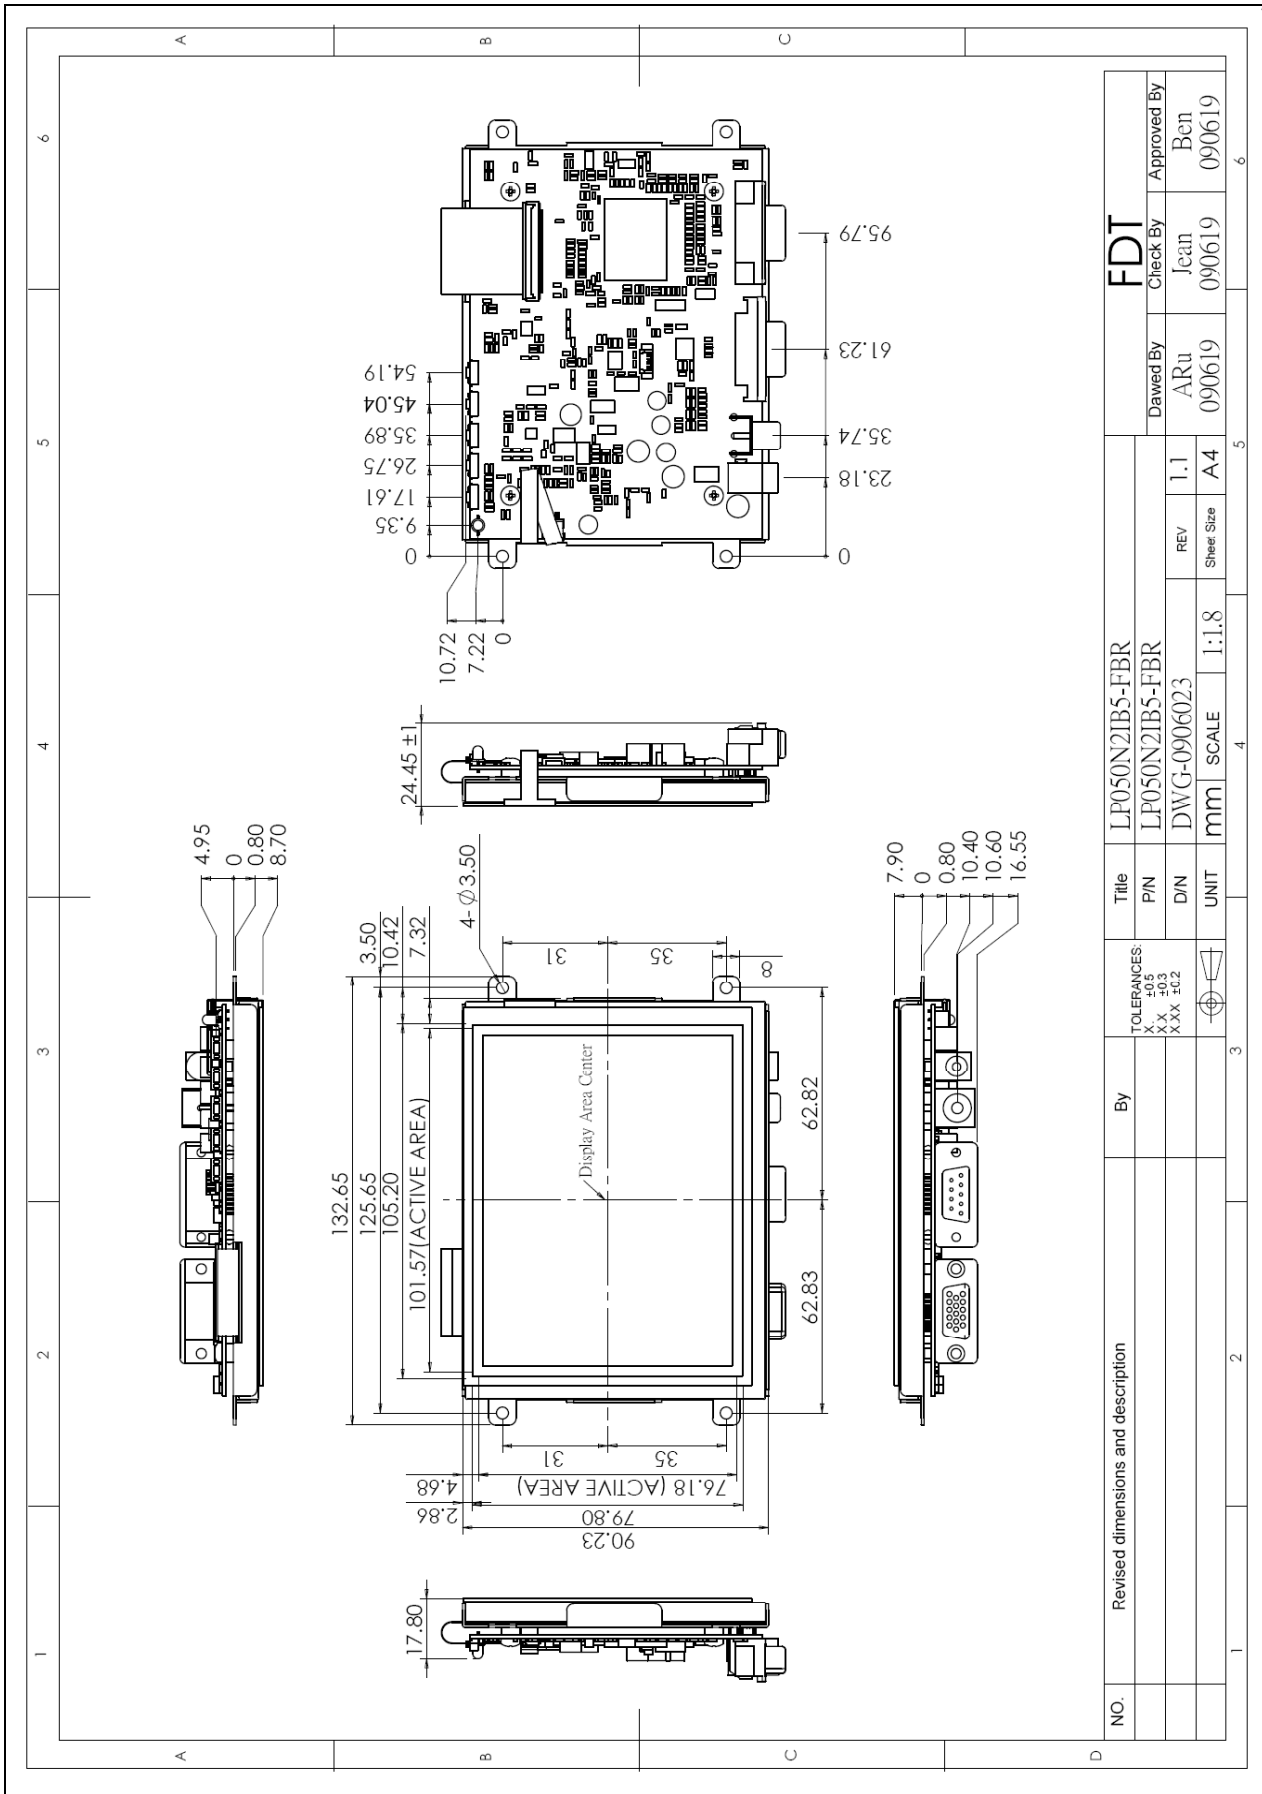 A
B
C
6
5
4
3
2
1
A
B
C
D
6
5
4
3
2
1
54.19
45.04
35.89
26.75
17.61
9.35
0
95.79
61.23
35.74
23.18
0
10.72
7.22
0
24.45 ±1
4.95
0
0.80
8.70
4- Ø3.50
3.50
10.42
7.32
132.65
125.65
105.20
101.57(ACTIVE AREA)
31
35
8
Display Area Center
62.82
62.83
31
35
76.18 (ACTIVE AREA)
4.68
2.86
79.80
90.23
17.80
7.90
0
0.80
10.40
10.60
16.55
NO.
Revised dimensions and description
By
TOLERANCES:
X. ±0.5
X.X ±0.3
X.XX ±0.2
Title LP050N2IB5-FBR
P/N LP050N2IB5-FBR
D/N DWG-0906023
REV 1.1
UNIT mm SCALE 1:1.8
Sheet Size A4
FDT
Dawed By Check By Approved By
ARu Jean Ben
090619 090619 090619